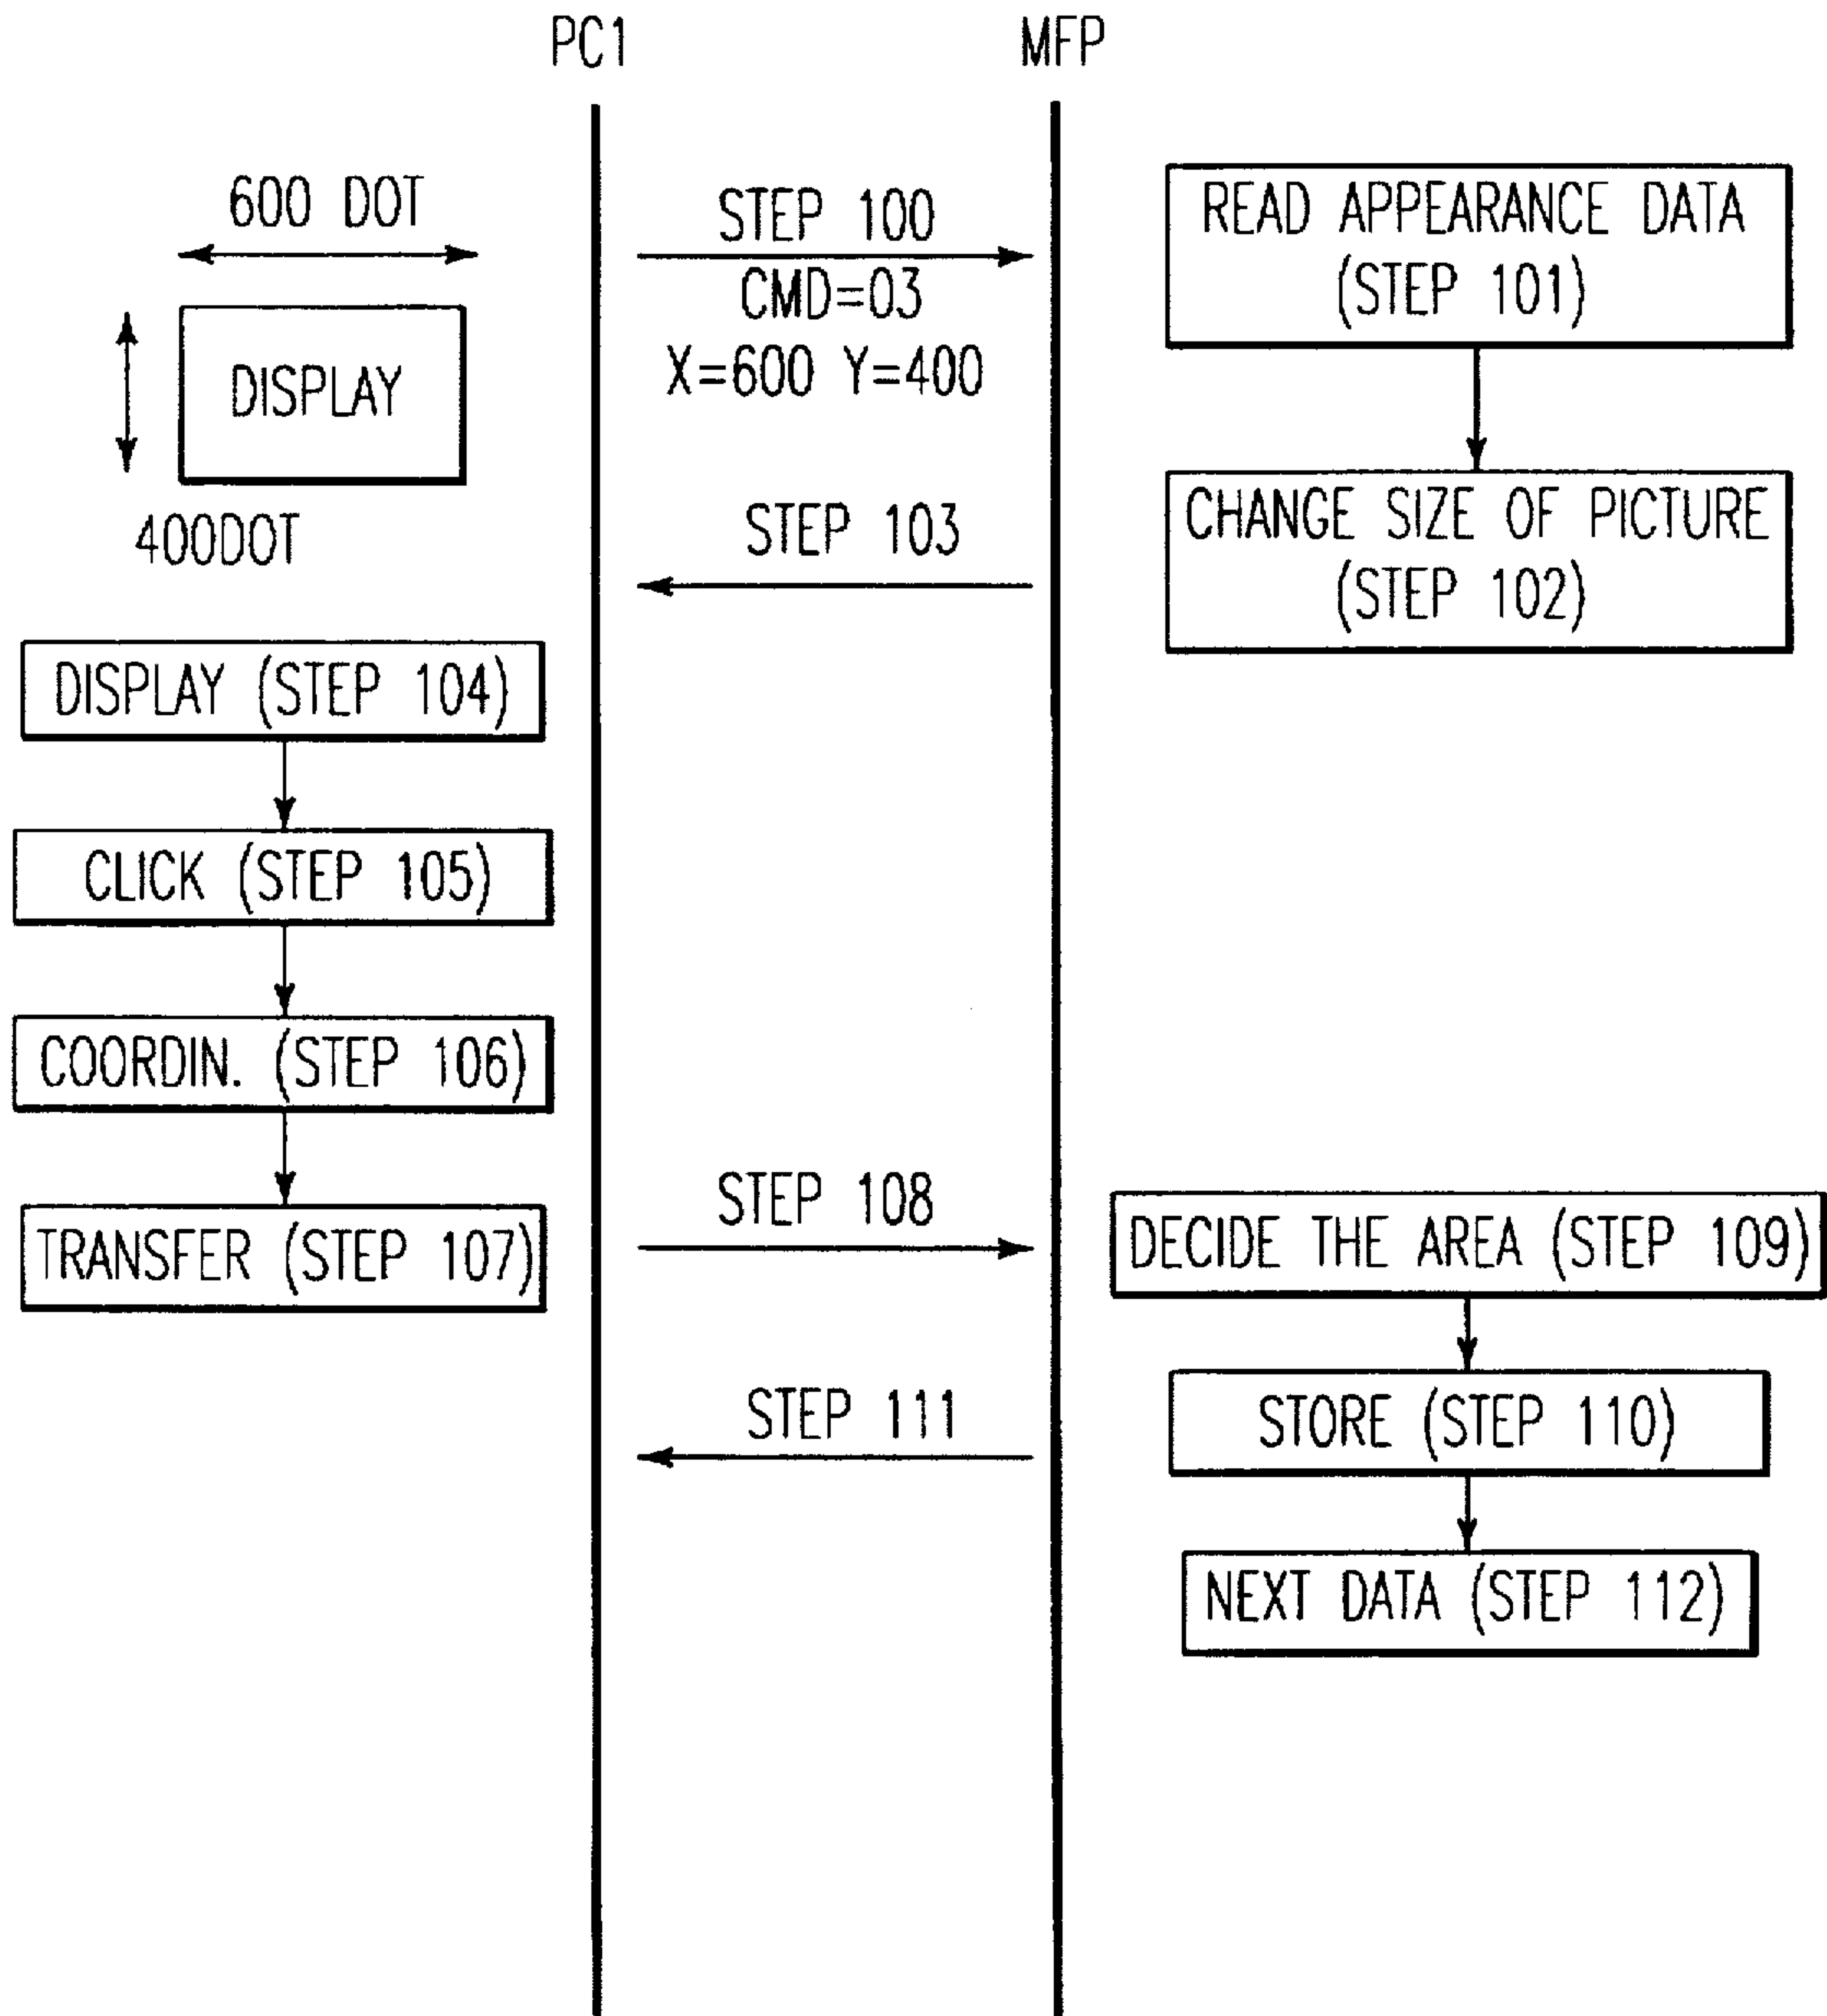 PC1
MFP
600 DOT
DISPLAY
400DOT
STEP 100
CMD=03
X=600 Y=400
READ APPEARANCE DATA
(STEP 101)
CHANGE SIZE OF PICTURE
(STEP 102)
STEP 103
DISPLAY (STEP 104)
CLICK (STEP 105)
COORDIN. (STEP 106)
TRANSFER (STEP 107)
STEP 108
DECIDE THE AREA (STEP 109)
STORE (STEP 110)
STEP 111
NEXT DATA (STEP 112)